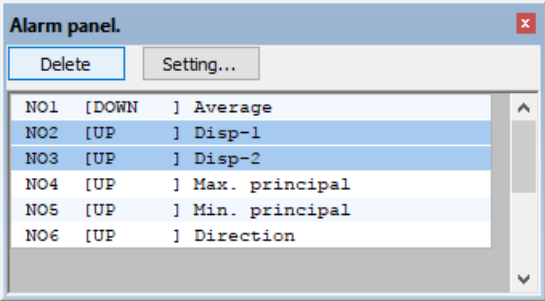 Alarm panel.
Delete Setting...
NO1 [DOWN ] Average
NO2 [UP ] Disp-1
NO3 [UP ] Disp-2
NO4 [UP ] Max. principal
NO5 [UP ] Min. principal
NO6 [UP ] Direction